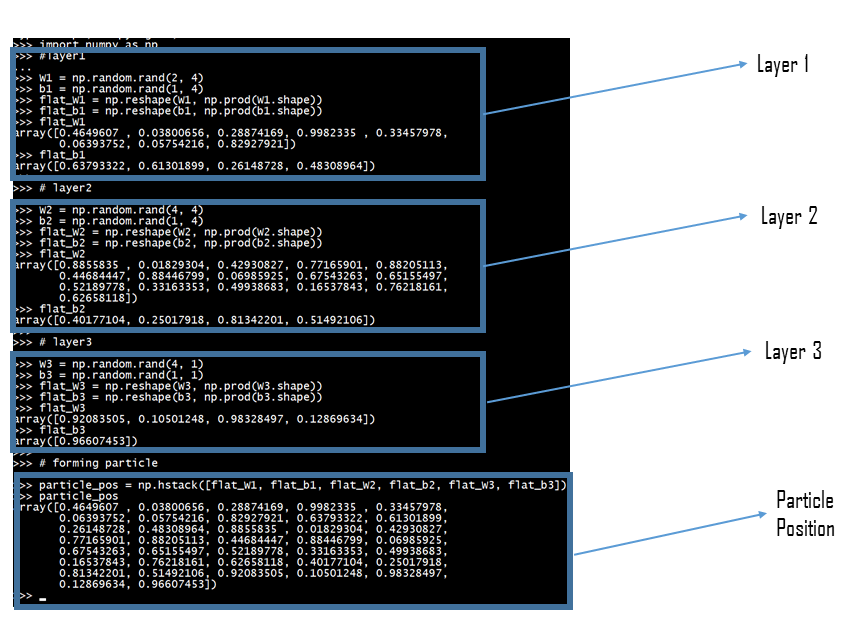 >>> import numpy as np
>>> #layer1
...
>>> W1 = np.random.rand(2, 4)
>>> b1 = np.random.rand(1, 4)
>>> flat_W1 = np.reshape(W1, np.prod(W1.shape))
>>> flat_b1 = np.reshape(b1, np.prod(b1.shape))
>>> flat_W1
array([0.4649607 , 0.03800656, 0.28874169, 0.9982335 , 0.33457978,
0.06393752, 0.05754216, 0.82927921])
>>> flat_b1
array([0.63793322, 0.61301899, 0.26148728, 0.48308964])
>>> # layer2
>>> W2 = np.random.rand(4, 4)
>>> b2 = np.random.rand(1, 4)
>>> flat_W2 = np.reshape(W2, np.prod(W2.shape))
>>> flat_b2 = np.reshape(b2, np.prod(b2.shape))
>>> flat_W2
array([0.8855835 , 0.01829304, 0.42930827, 0.77165901, 0.88205113,
0.44684447, 0.88446799, 0.06985925, 0.67543263, 0.65155497,
0.52189778, 0.33163353, 0.49938683, 0.16537843, 0.76218161,
0.62658118])
>>> flat_b2
array([0.40177104, 0.25017918, 0.81342201, 0.51492106])
>>> # layer3
>>> W3 = np.random.rand(4, 1)
>>> b3 = np.random.rand(1, 1)
>>> flat_W3 = np.reshape(W3, np.prod(W3.shape))
>>> flat_b3 = np.reshape(b3, np.prod(b3.shape))
>>> flat_W3
array([0.92083505, 0.10501248, 0.98328497, 0.12869634])
>>> flat_b3
array([0.96607453])
>>> # forming particle
>>> particle_pos = np.hstack([flat_W1, flat_b1, flat_W2, flat_b2, flat_W3, flat_b3])
>>> particle_pos
array([0.4649607 , 0.03800656, 0.28874169, 0.9982335 , 0.33457978,
0.06393752, 0.05754216, 0.82927921, 0.63793322, 0.61301899,
0.26148728, 0.48308964, 0.8855835 , 0.01829304, 0.42930827,
0.77165901, 0.88205113, 0.44684447, 0.88446799, 0.06985925,
0.67543263, 0.65155497, 0.52189778, 0.33163353, 0.49938683,
0.16537843, 0.76218161, 0.62658118, 0.40177104, 0.25017918,
0.81342201, 0.51492106, 0.92083505, 0.10501248, 0.98328497,
0.12869634, 0.96607453])
>>> _
Layer 1
Layer 2
Layer 3
Particle
Position